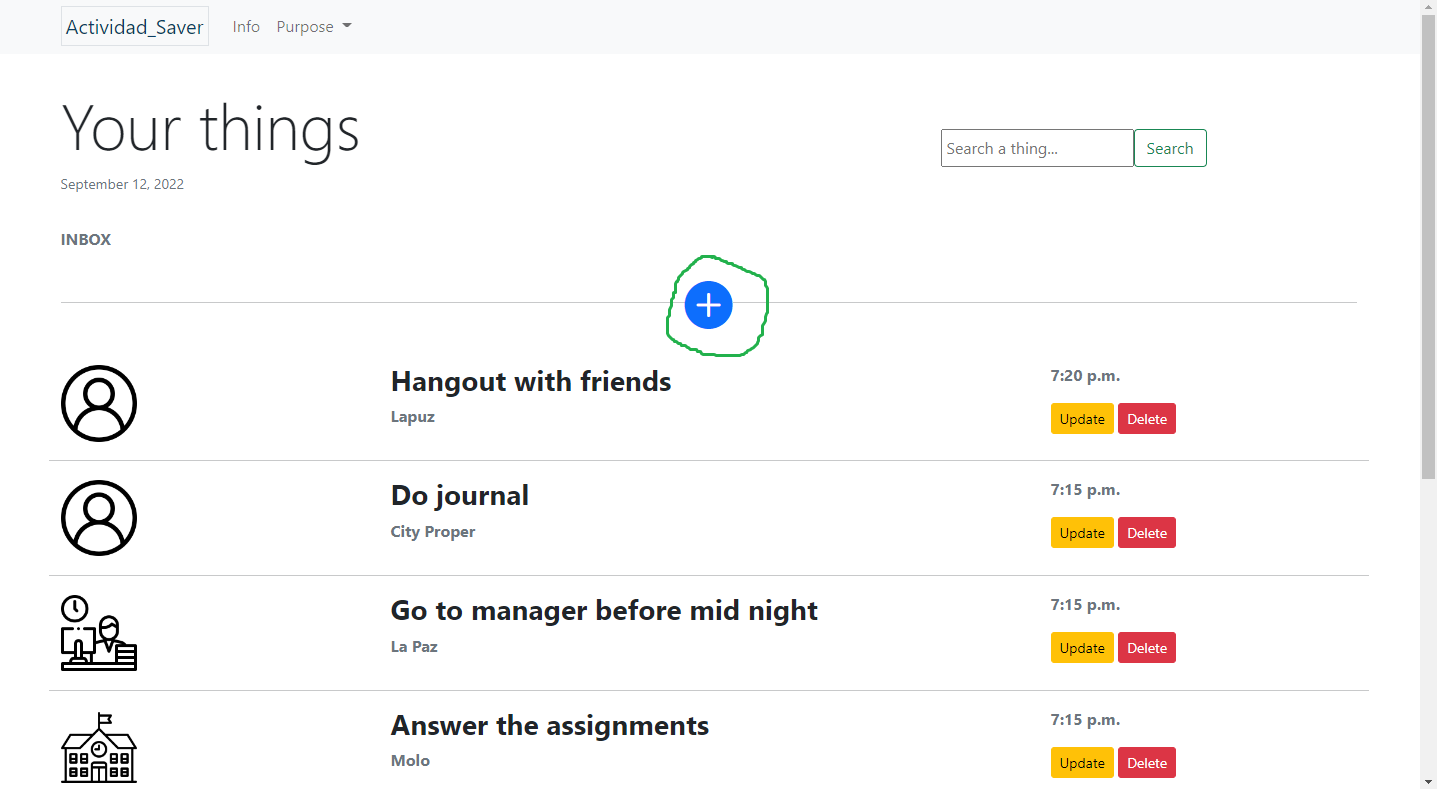 Actividad_Saver Info Purpose
Your things
Search a thing... Search
September 12, 2022
INBOX
Hangout with friends 7:20 p.m.
Lapuz Update Delete
Do journal 7:15 p.m.
City Proper Update Delete
Go to manager before mid night 7:15 p.m.
La Paz Update Delete
Answer the assignments 7:15 p.m.
Molo Update Delete